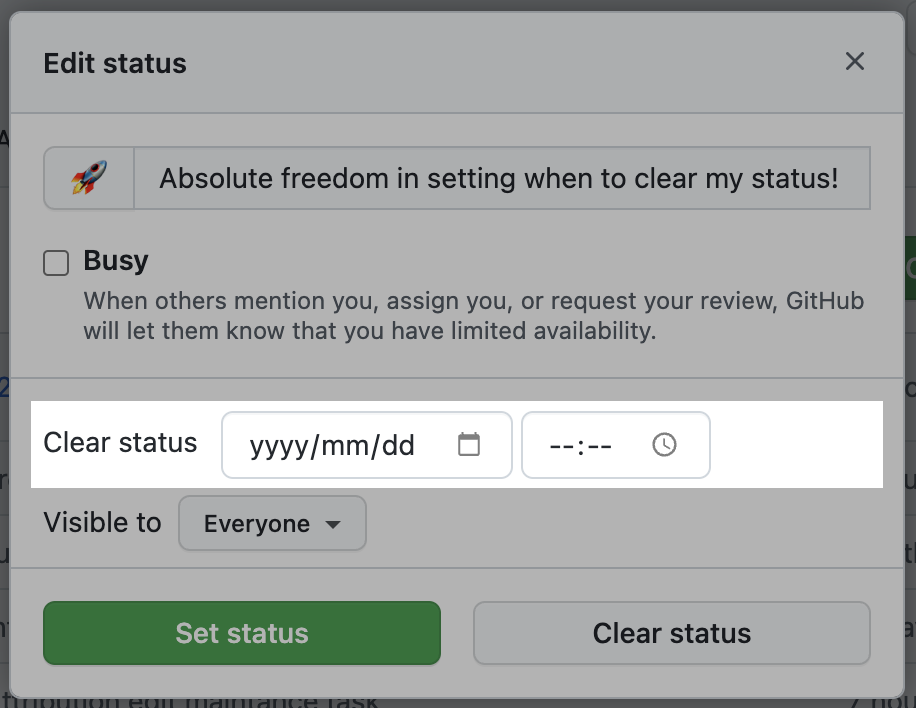 Edit status
Absolute freedom in setting when to clear my status!
Busy
When others mention you, assign you, or request your review, GitHub
will let them know that you have limited availability.
Clear status yyyy/mm/dd --:--
Visible to Everyone
Set status Clear status